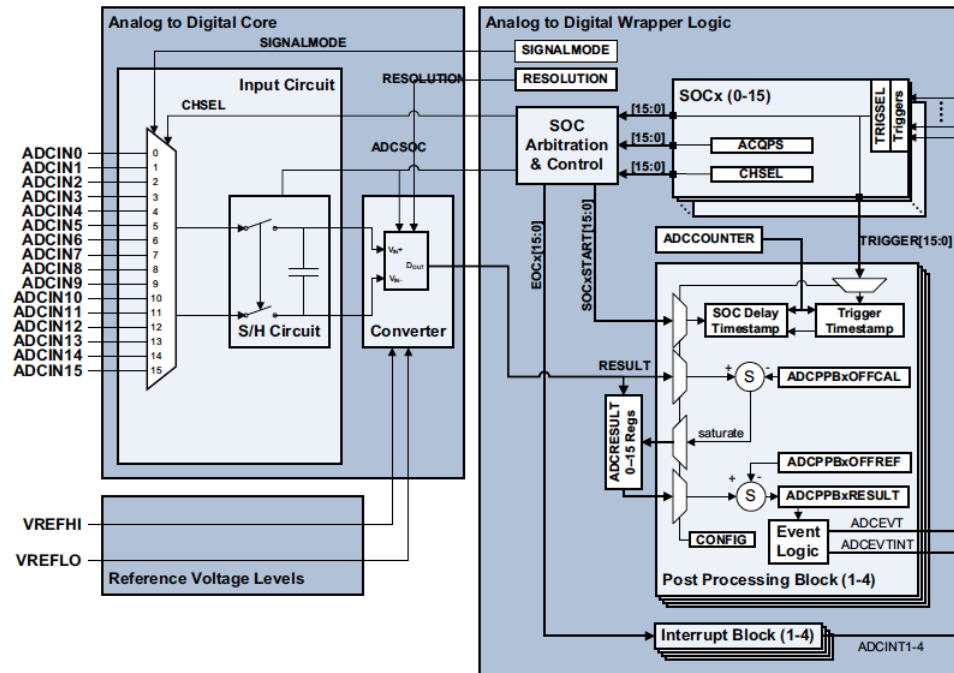 Analog to Digital Core
Analog to Digital Wrapper Logic
SIGNALMODE
SIGNALMODE
RESOLUTION
RESOLUTION
Input Circuit
CHSEL
ADCSOC
SOC
Arbitration
& Control
[15:0]
[15:0]
[15:0]
SOCx (0-15)
ACQPS
CHSEL
TRIGSEL
Triggers
ADCIN0
ADCIN1
ADCIN2
ADCIN3
ADCIN4
ADCIN5
ADCIN6
ADCIN7
ADCIN8
ADCIN9
ADCIN10
ADCIN11
ADCIN12
ADCIN13
ADCIN14
ADCIN15
0
1
2
3
4
5
6
7
8
9
10
11
12
13
14
15
S/H Circuit
VIN+
DOUT
VIN-
Converter
EOCx[15:0]
SOCxSTART[15:0]
ADCCOUNTER
TRIGGER[15:0]
SOC Delay
Timestamp
Trigger
Timestamp
RESULT
+
S
-
ADCPPBxOFFCAL
saturate
ADCRESULT
0–15 Regs
ADCPPBxOFFREF
+
-
S
ADCPPBxRESULT
CONFIG
Event
Logic
ADCEVT
ADCEVTINT
Post Processing Block (1-4)
VREFHI
VREFLO
Reference Voltage Levels
Interrupt Block (1-4)
ADCINT1-4